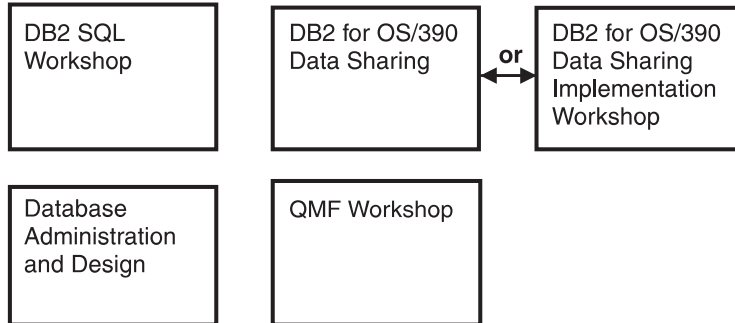 DB2 SQL
Workshop
DB2 for OS/390
Data Sharing
or
DB2 for OS/390
Data Sharing
Implementation
Workshop
Database
Administration
and Design
QMF Workshop